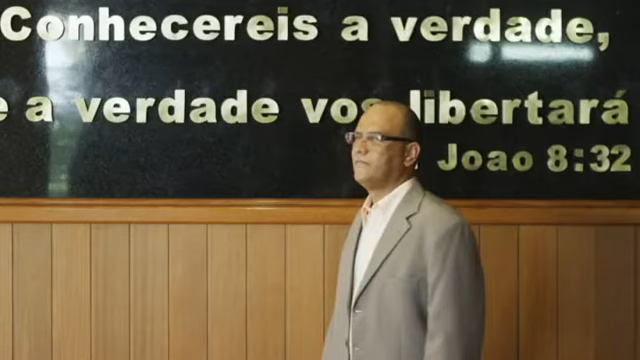 Conhecereis a verdade,
e a verdade vos libertará
Joao 8:32